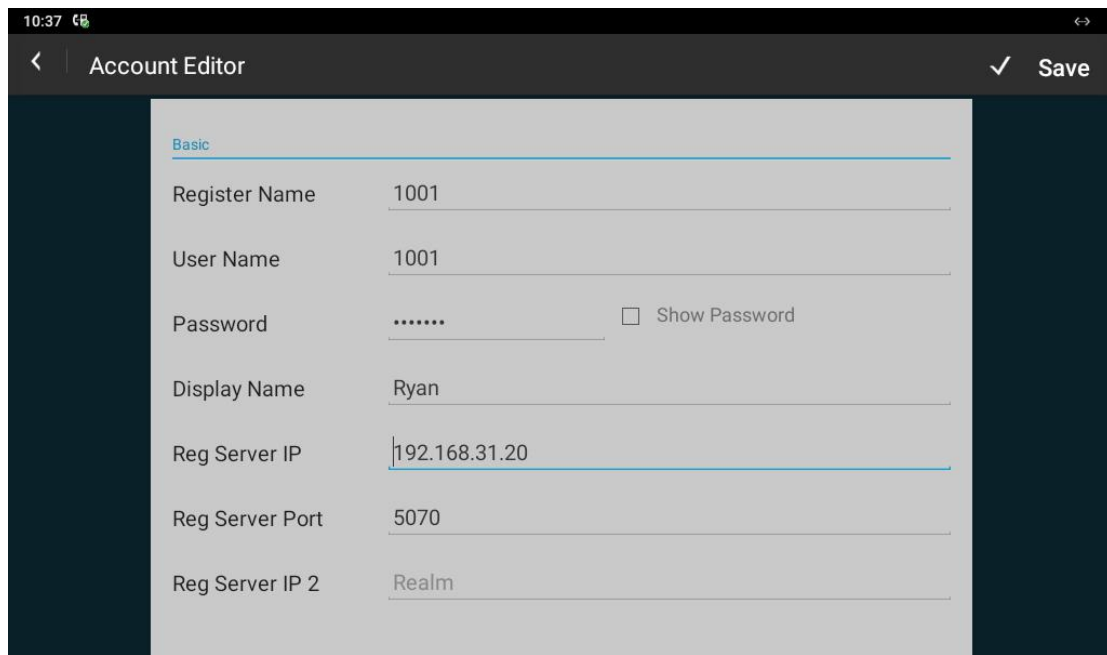 10:37
Account Editor
Save
Basic
Register Name 1001
User Name 1001
Password ••••••• Show Password
Display Name Ryan
Reg Server IP 192.168.31.20
Reg Server Port 5070
Reg Server IP 2 Realm